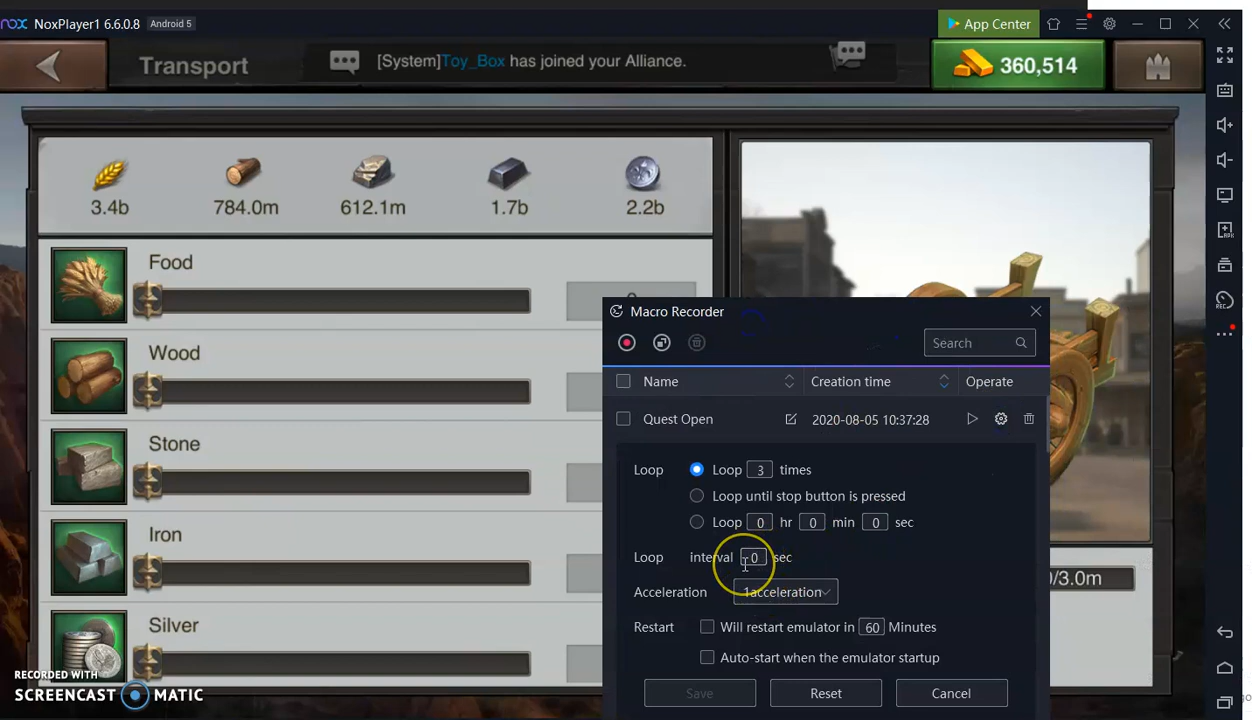 nox NoxPlayer1 6.6.0.8 Android 5 App Center
Transport [System]Toy_Box has joined your Alliance. 360,514
3.4b 784.0m 612.1m 1.7b 2.2b
Food
Wood
Stone
Iron
Silver
0/3.0m
Macro Recorder
Search
Name Creation time Operate
Quest Open 2020-08-05 10:37:28
Loop Loop 3 times
Loop until stop button is pressed
Loop 0 hr 0 min 0 sec
Loop interval 0 sec
Acceleration 1acceleration
Restart Will restart emulator in 60 Minutes
Auto-start when the emulator startup
Save Reset Cancel
RECORDED WITH
SCREENCAST MATIC
APK
REC